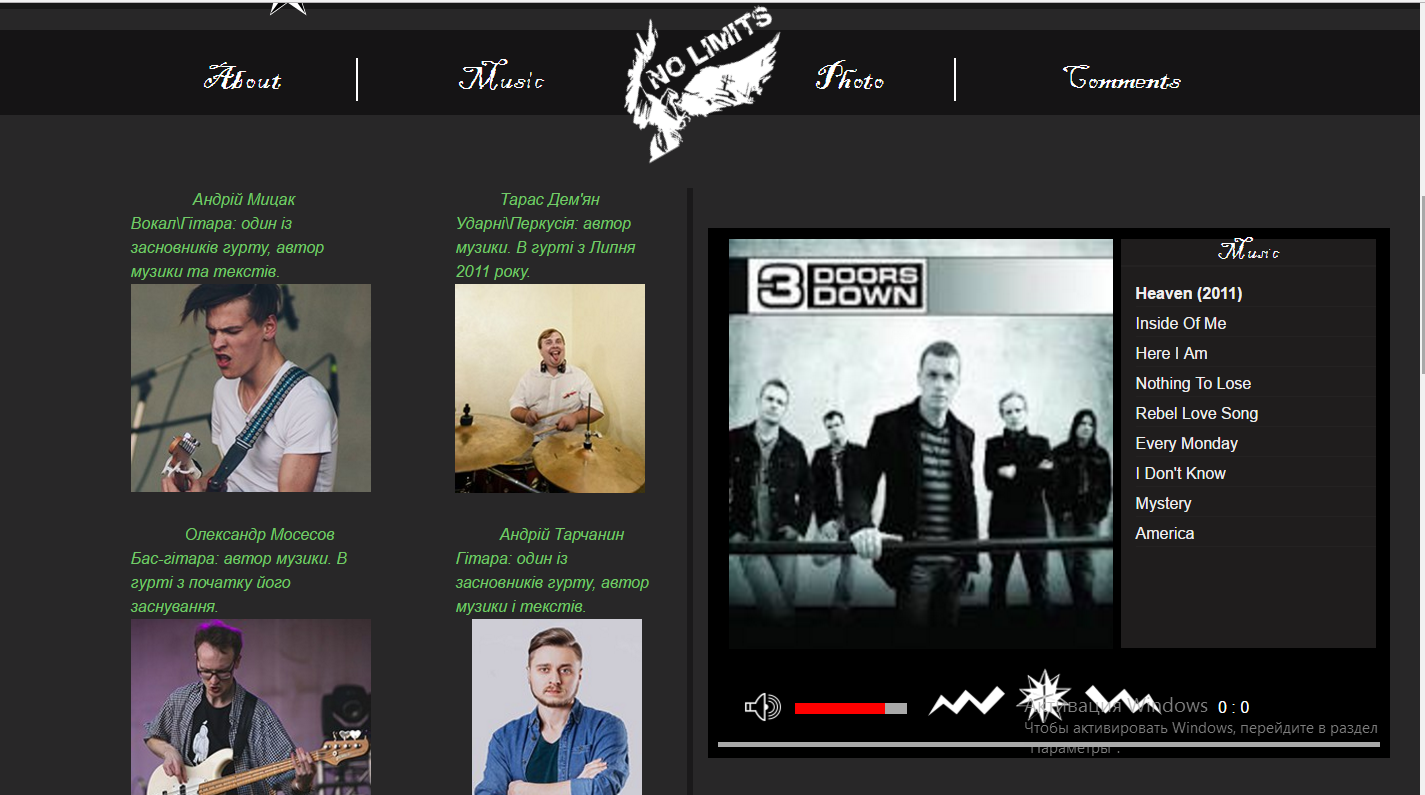 About
Music
NO LIMITS
Photo
Comments
Андрій Мицак
Вокал\Гітара: один із
засновників гурту, автор
музики та текстів.
Тарас Дем'ян
Ударні\Перкусія: автор
музики. В гурті з Липня
2011 року.
Олександр Мосесов
Бас-гітара: автор музики. В
гурті з початку його
заснування.
Андрій Тарчанин
Гітара: один із
засновників гурту, автор
музики і текстів.
3 DOORS
DOWN
Music
Heaven (2011)
Inside Of Me
Here I Am
Nothing To Lose
Rebel Love Song
Every Monday
I Don't Know
Mystery
America
0 : 0
Активация Windows
Чтобы активировать Windows, перейдите в раздел
"Параметры".